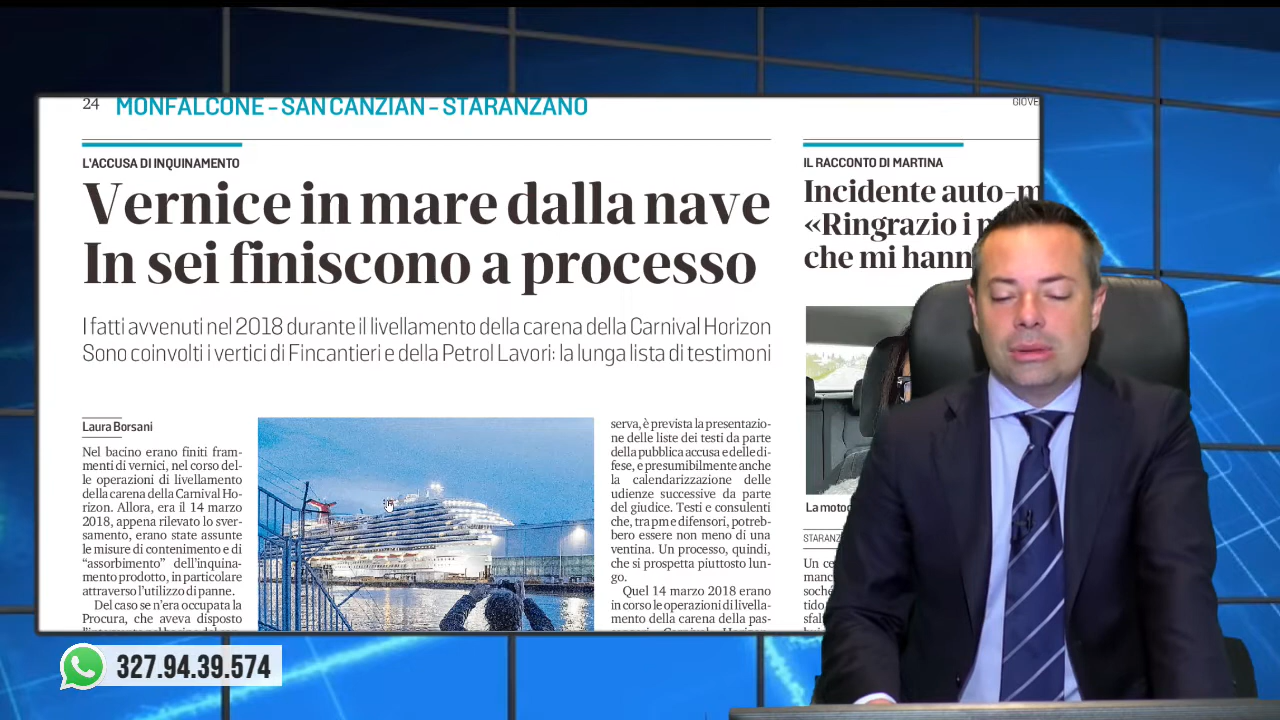 24 MONFALCONE - SAN CANZIAN - STARANZANO
L'ACCUSA DI INQUINAMENTO
Vernice in mare dalla nave
In sei finiscono a processo
I fatti avvenuti nel 2018 durante il livellamento della carena della Carnival Horizon
Sono coinvolti i vertici di Fincantieri e della Petrol Lavori: la lunga lista di testimoni
Laura Borsani
Nel bacino erano finiti fram-
menti di vernici, nel corso del-
le operazioni di livellamento
della carena della Carnival Ho-
rizon. Allora, era il 14 marzo
2018, appena rilevato lo sver-
samento, erano state assunte
le misure di contenimento e di
“assorbimento” dell'inquina-
mento prodotto, in particolare
attraverso l'utilizzo di panne.
Del caso se n'era occupata la
Procura, che aveva disposto
serva, è prevista la presentazio-
ne delle liste dei testi da parte
della pubblica accusa e delle di-
fese, e presumibilmente anche
la calendarizzazione delle
udienze successive da parte
del giudice. Testi e consulenti
che, tra pm e difensori, potreb-
bero essere non meno di una
ventina. Un processo, quindi,
che si prospetta piuttosto lun-
go.
Quel 14 marzo 2018 erano
in corso le operazioni di livella-
mento della carena della pas-
GIOVE
IL RACCONTO DI MARTINA
Incidente auto-m
«Ringrazio i p
che mi hann
La moto
STARANZ
Un ce
manc
soch
tido
sfal
327.94.39.574